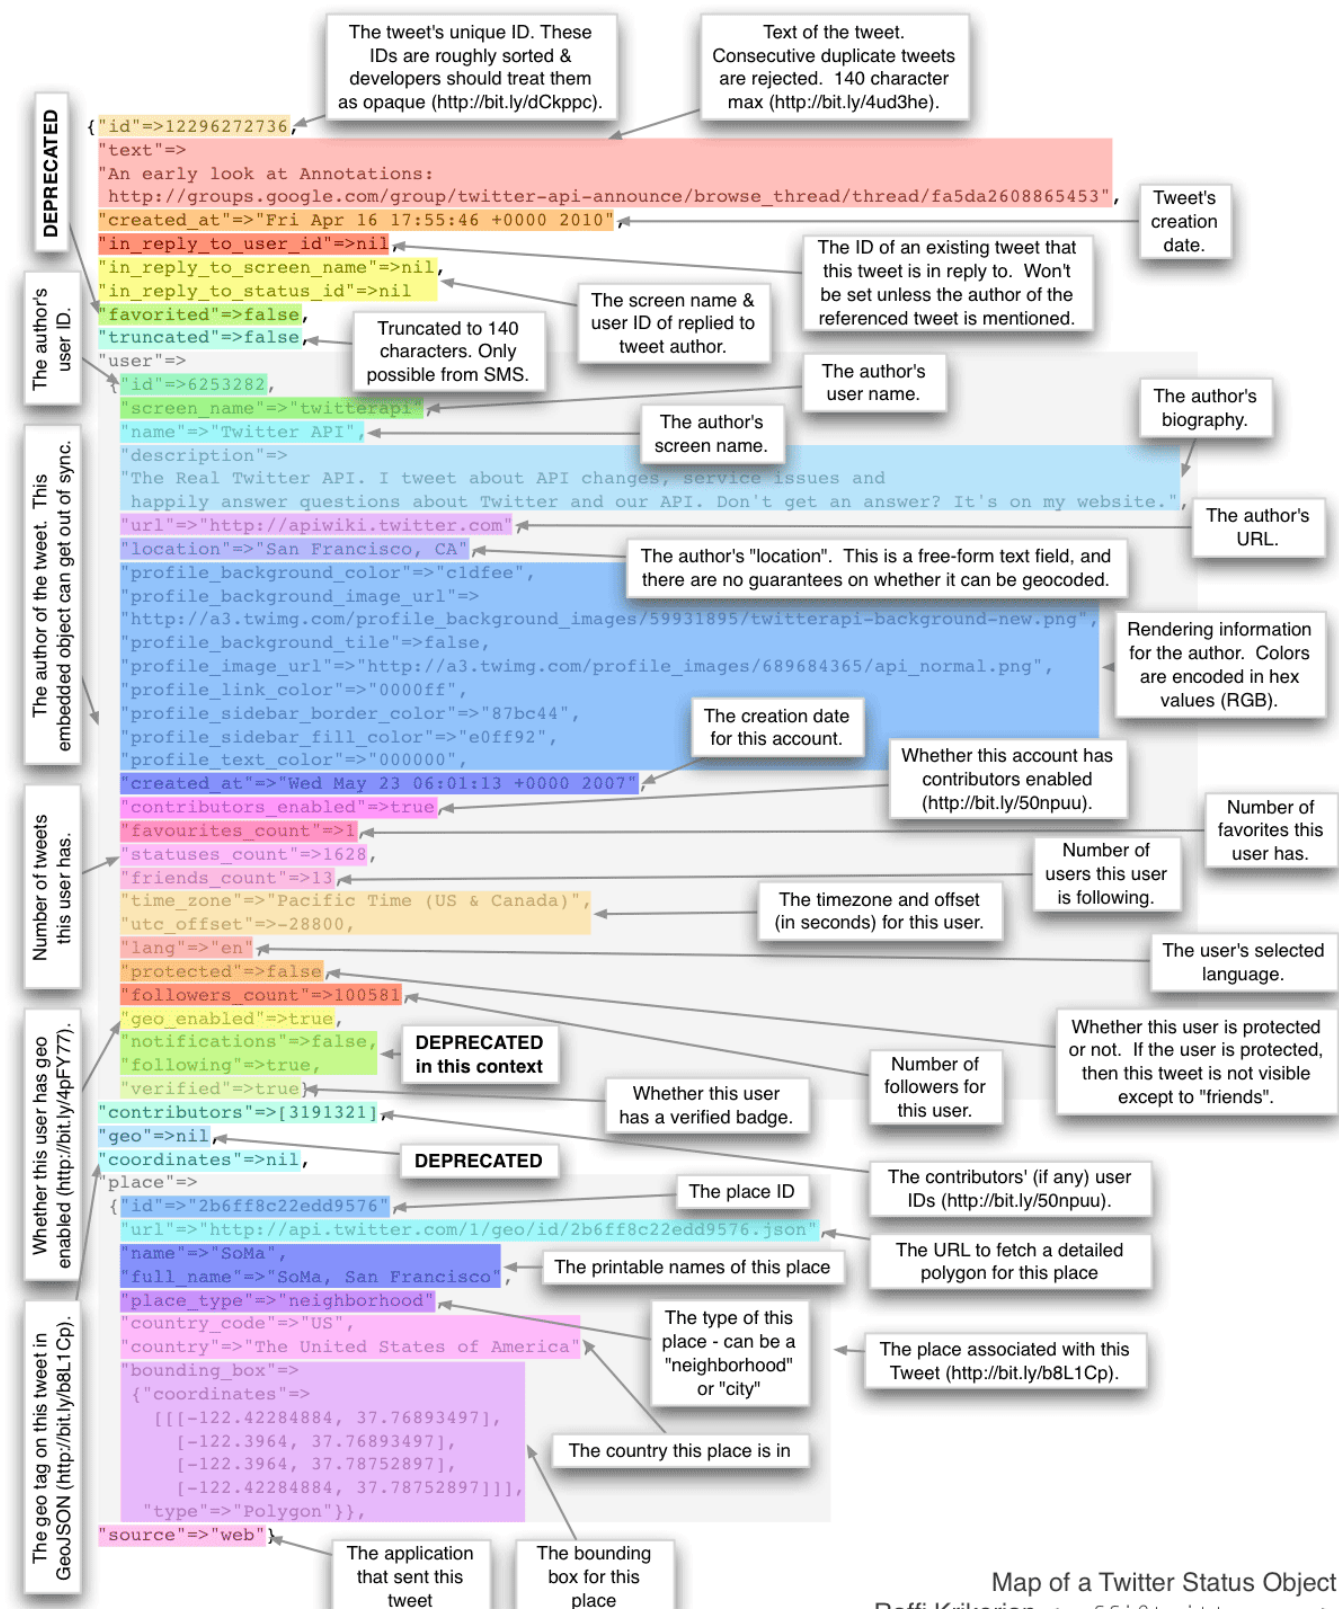 The tweet's unique ID. These
IDs are roughly sorted &
developers should treat them
as opaque (http://bit.ly/dCkppc).
Text of the tweet.
Consecutive duplicate tweets
are rejected. 140 character
max (http://bit.ly/4ud3he).
DEPRECATED
{"id"=>12296272736,
"text"=>
"An early look at Annotations:
http://groups.google.com/group/twitter-api-announce/browse_thread/thread/fa5da2608865453",
"created_at"=>"Fri Apr 16 17:55:46 +0000 2010",
Tweet's
creation
date.
"in_reply_to_user_id"=>nil,
The ID of an existing tweet that
this tweet is in reply to. Won't
be set unless the author of the
referenced tweet is mentioned.
"in_reply_to_screen_name"=>nil,
"in_reply_to_status_id"=>nil
The screen name &
user ID of replied to
tweet author.
"favorited"=>false,
"truncated"=>false,
Truncated to 140
characters. Only
possible from SMS.
The author's
user ID.
"user"=>
{"id"=>6253282,
"screen_name"=>"twitterapi",
The author's
user name.
"name"=>"Twitter API",
The author's
screen name.
The author's
biography.
The author of the tweet. This
embedded object can get out of sync.
"description"=>
"The Real Twitter API. I tweet about API changes, service issues and
happily answer questions about Twitter and our API. Don't get an answer? It's on my website.",
"url"=>"http://apiwiki.twitter.com",
The author's
URL.
"location"=>"San Francisco, CA",
The author's "location". This is a free-form text field, and
there are no guarantees on whether it can be geocoded.
"profile_background_color"=>"c1dfee",
"profile_background_image_url"=>
"http://a3.twimg.com/profile_background_images/59931895/twitterapi-background-new.png",
"profile_background_tile"=>false,
"profile_image_url"=>"http://a3.twimg.com/profile_images/689684365/api_normal.png",
"profile_link_color"=>"0000ff",
"profile_sidebar_border_color"=>"87bc44",
"profile_sidebar_fill_color"=>"e0ff92",
"profile_text_color"=>"000000",
Rendering information
for the author. Colors
are encoded in hex
values (RGB).
"created_at"=>"Wed May 23 06:01:13 +0000 2007",
The creation date
for this account.
"contributors_enabled"=>true,
Whether this account has
contributors enabled
(http://bit.ly/50npuu).
"favourites_count"=>1,
Number of
favorites this
user has.
Number of tweets
this user has.
"statuses_count"=>1628,
"friends_count"=>13,
Number of
users this user
is following.
"time_zone"=>"Pacific Time (US & Canada)",
"utc_offset"=>-28800,
The timezone and offset
(in seconds) for this user.
"lang"=>"en",
The user's selected
language.
"protected"=>false,
Whether this user is protected
or not. If the user is protected,
then this tweet is not visible
except to "friends".
"followers_count"=>100581,
Number of
followers for
this user.
Whether this user has geo
enabled (http://bit.ly/4pFY77).
"geo_enabled"=>true,
"notifications"=>false,
"following"=>true,
DEPRECATED
in this context
"verified"=>true}
Whether this user
has a verified badge.
"contributors"=>[3191321],
The contributors' (if any) user
IDs (http://bit.ly/50npuu).
"geo"=>nil,
DEPRECATED
"coordinates"=>nil,
The geo tag on this tweet in
GeoJSON (http://bit.ly/b8L1Cp).
"place"=>
{"id"=>"2b6ff8c22edd9576",
The place ID
"url"=>"http://api.twitter.com/1/geo/id/2b6ff8c22edd9576.json",
The URL to fetch a detailed
polygon for this place
"name"=>"SoMa",
"full_name"=>"SoMa, San Francisco",
The printable names of this place
"place_type"=>"neighborhood",
The type of this
place - can be a
"neighborhood"
or "city"
"country_code"=>"US",
"country"=>"The United States of America",
The country this place is in
The place associated with this
Tweet (http://bit.ly/b8L1Cp).
"bounding_box"=>
{"coordinates"=>
[[[-122.42284884, 37.76893497],
[-122.3964, 37.76893497],
[-122.3964, 37.78752897],
[-122.42284884, 37.78752897]]],
"type"=>"Polygon"}},
The bounding
box for this
place
"source"=>"web"}
The application
that sent this
tweet
Map of a Twitter Status Object
Raffi Krikorian